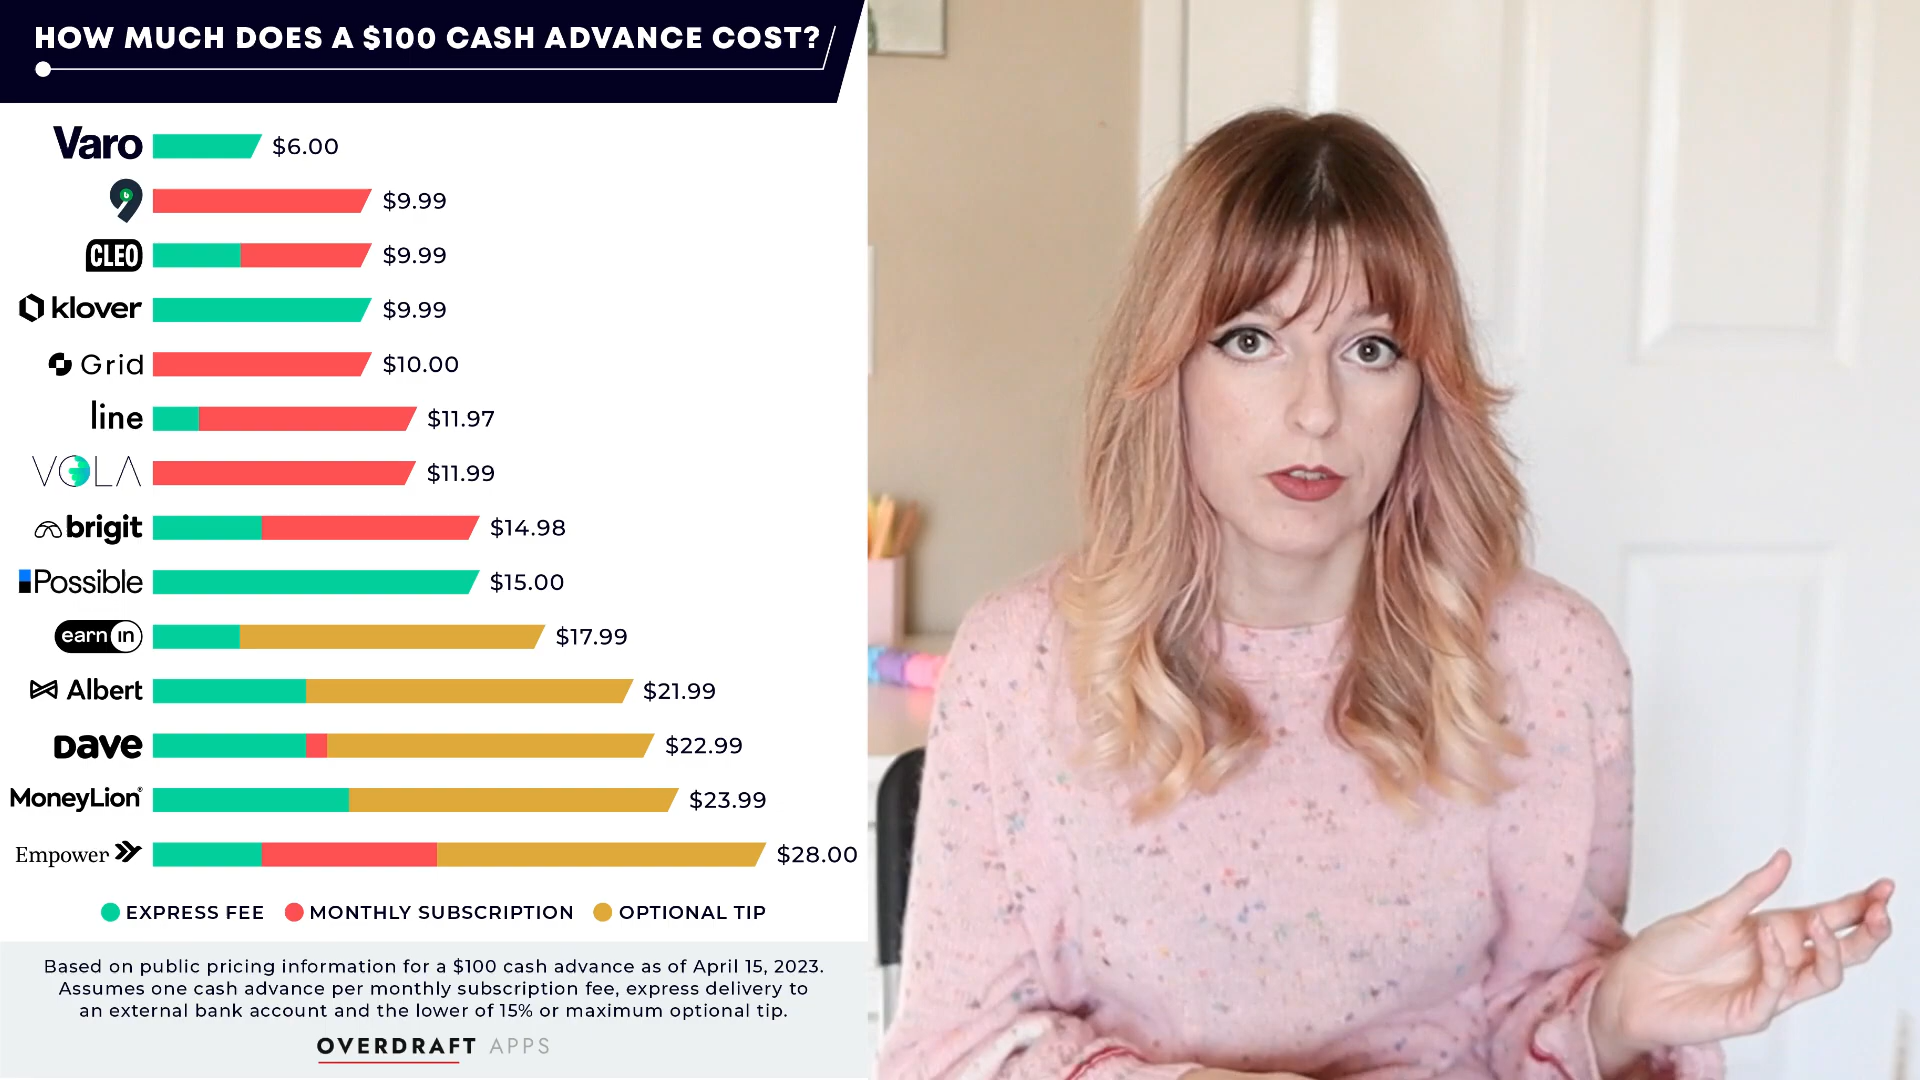 HOW MUCH DOES A $100 CASH ADVANCE COST?
Varo $6.00
9 $9.99
CLEO $9.99
klover $9.99
Grid $10.00
line $11.97
VOLA $11.99
brigit $14.98
Possible $15.00
earnin $17.99
Albert $21.99
Dave $22.99
MoneyLion $23.99
Empower $28.00
EXPRESS FEE MONTHLY SUBSCRIPTION OPTIONAL TIP
Based on public pricing information for a $100 cash advance as of April 15, 2023.
Assumes one cash advance per monthly subscription fee, express delivery to
an external bank account and the lower of 15% or maximum optional tip.
OVERDRAFT APPS